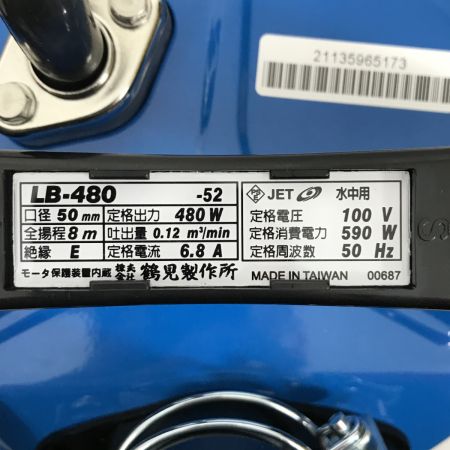 21135965173
LB-480 -52
口径 50 mm 定格出力 480 W
全揚程 8 m 吐出量 0.12 m³/min
絶縁 E 定格電流 6.8 A
モータ保護装置内蔵 株式会社 鶴見製作所
PS E JET 水中用
定格電圧 100 V
定格消費電力 590 W
定格周波数 50 Hz
MADE IN TAIWAN 00687